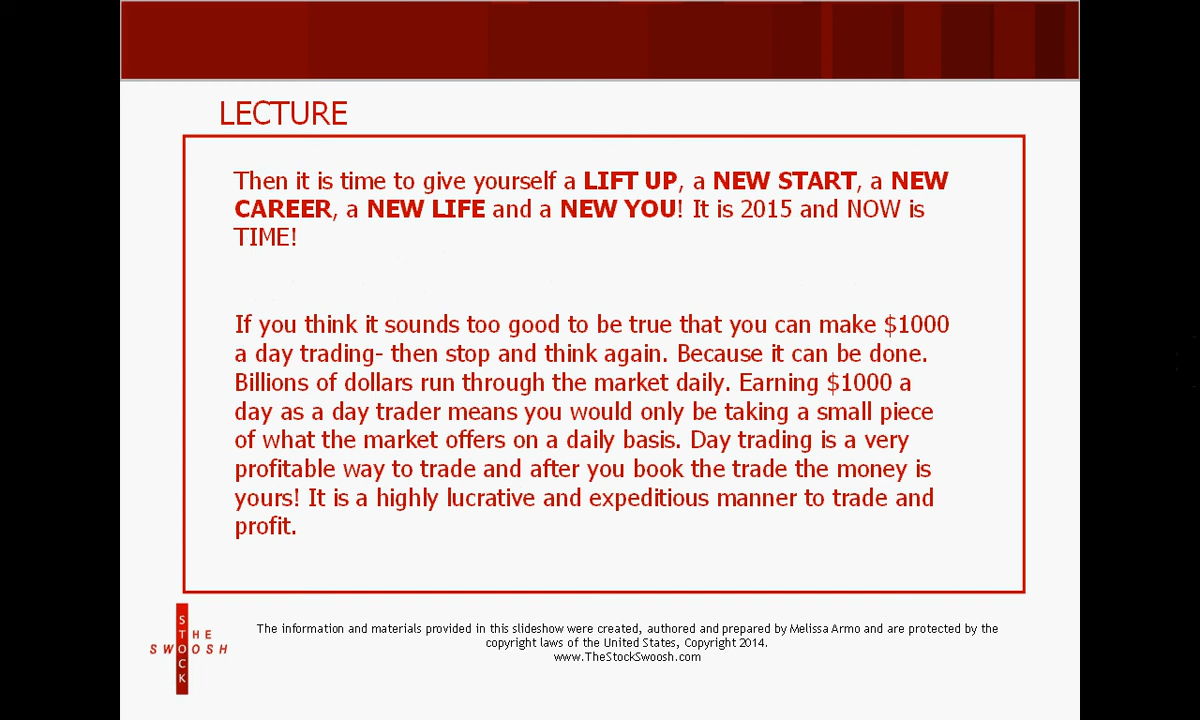 LECTURE
Then it is time to give yourself a LIFT UP, a NEW START, a NEW
CAREER, a NEW LIFE and a NEW YOU! It is 2015 and NOW is
TIME!
If you think it sounds too good to be true that you can make $1000
a day trading- then stop and think again. Because it can be done.
Billions of dollars run through the market daily. Earning $1000 a
day as a day trader means you would only be taking a small piece
of what the market offers on a daily basis. Day trading is a very
profitable way to trade and after you book the trade the money is
yours! It is a highly lucrative and expeditious manner to trade and
profit.
THE
STOCK
SWOOSH
The information and materials provided in this slideshow were created, authored and prepared by Melissa Armo and are protected by the
copyright laws of the United States, Copyright 2014.
www.TheStockSwoosh.com